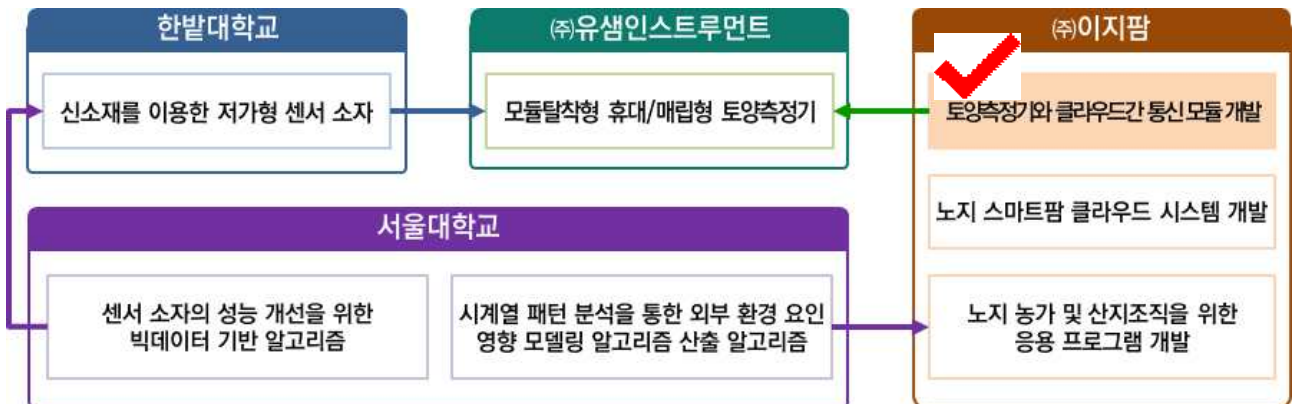 한밭대학교
신소재를 이용한 저가형 센서 소자
㈜유샘인스트루먼트
모듈탈착형 휴대/매립형 토양측정기
㈜이지팜
토양측정기와 클라우드간 통신 모듈 개발
노지 스마트팜 클라우드 시스템 개발
노지 농가 및 산지조직을 위한
응용 프로그램 개발
서울대학교
센서 소자의 성능 개선을 위한
빅데이터 기반 알고리즘
시계열 패턴 분석을 통한 외부 환경 요인
영향 모델링 알고리즘 산출 알고리즘